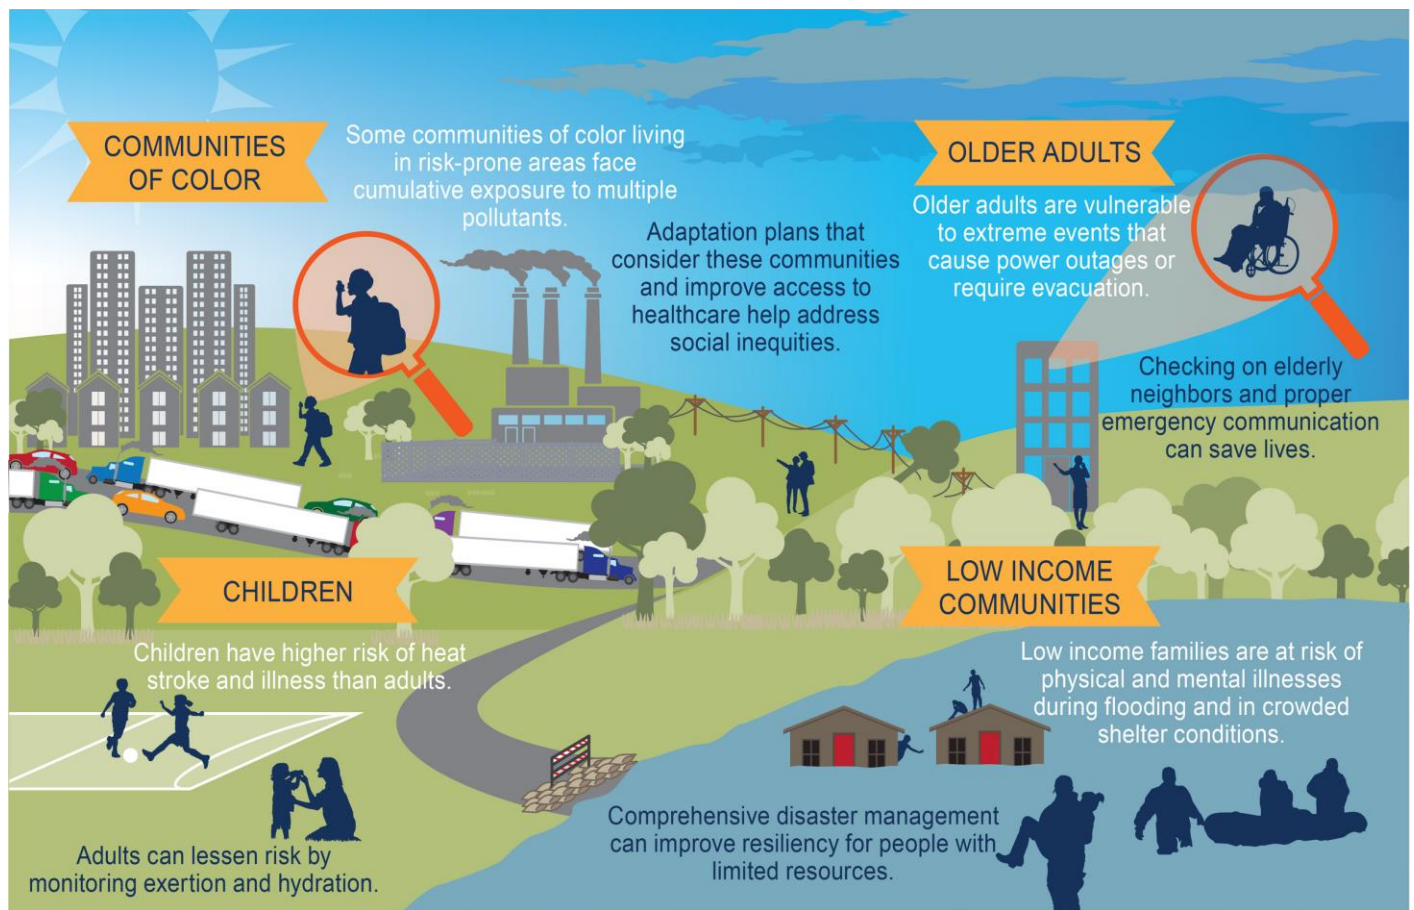 COMMUNITIES
OF COLOR
Some communities of color living
in risk-prone areas face
cumulative exposure to multiple
pollutants.
Adaptation plans that
consider these communities
and improve access to
healthcare help address
social inequities.
OLDER ADULTS
Older adults are vulnerable
to extreme events that
cause power outages or
require evacuation.
Checking on elderly
neighbors and proper
emergency communication
can save lives.
CHILDREN
Children have higher risk of heat
stroke and illness than adults.
Adults can lessen risk by
monitoring exertion and hydration.
LOW INCOME
COMMUNITIES
Low income families are at risk of
physical and mental illnesses
during flooding and in crowded
shelter conditions.
Comprehensive disaster management
can improve resiliency for people with
limited resources.